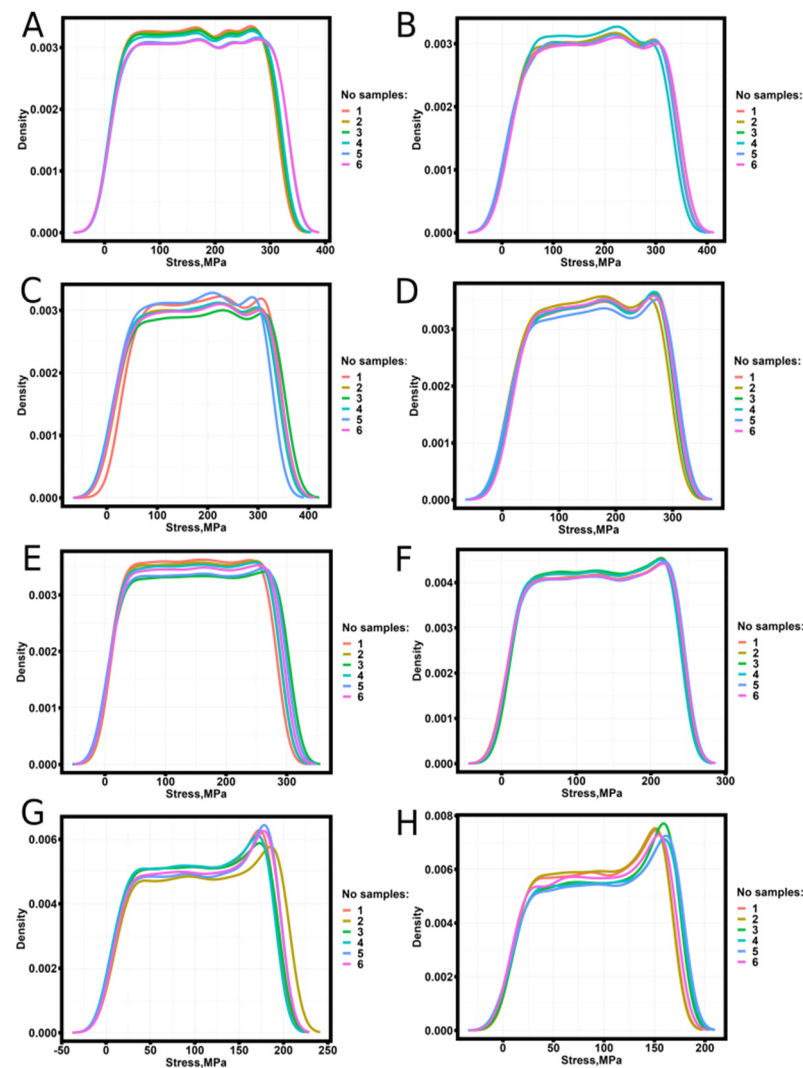 A
0.003
0.002
0.001
0.000
Density
0 100 200 300 400
Stress,MPa
No samples:
1
2
3
4
5
6
B
0.003
0.002
0.001
0.000
Density
0 100 200 300 400
Stress,MPa
No samples:
1
2
3
4
5
6
C
0.003
0.002
0.001
0.000
Density
0 100 200 300 400
Stress,MPa
No samples:
1
2
3
4
5
6
D
0.003
0.002
0.001
0.000
Density
0 100 200 300
Stress,MPa
No samples:
1
2
3
4
5
6
E
0.003
0.002
0.001
0.000
Density
0 100 200 300
Stress,MPa
No samples:
1
2
3
4
5
6
F
0.004
0.003
0.002
0.001
0.000
Density
0 100 200 300
Stress,MPa
No samples:
1
2
3
4
5
6
G
0.006
0.004
0.002
0.000
Density
-50 0 50 100 150 200 250
Stress,MPa
No samples:
1
2
3
4
5
6
H
0.008
0.006
0.004
0.002
0.000
Density
0 50 100 150 200
Stress,MPa
No samples:
1
2
3
4
5
6